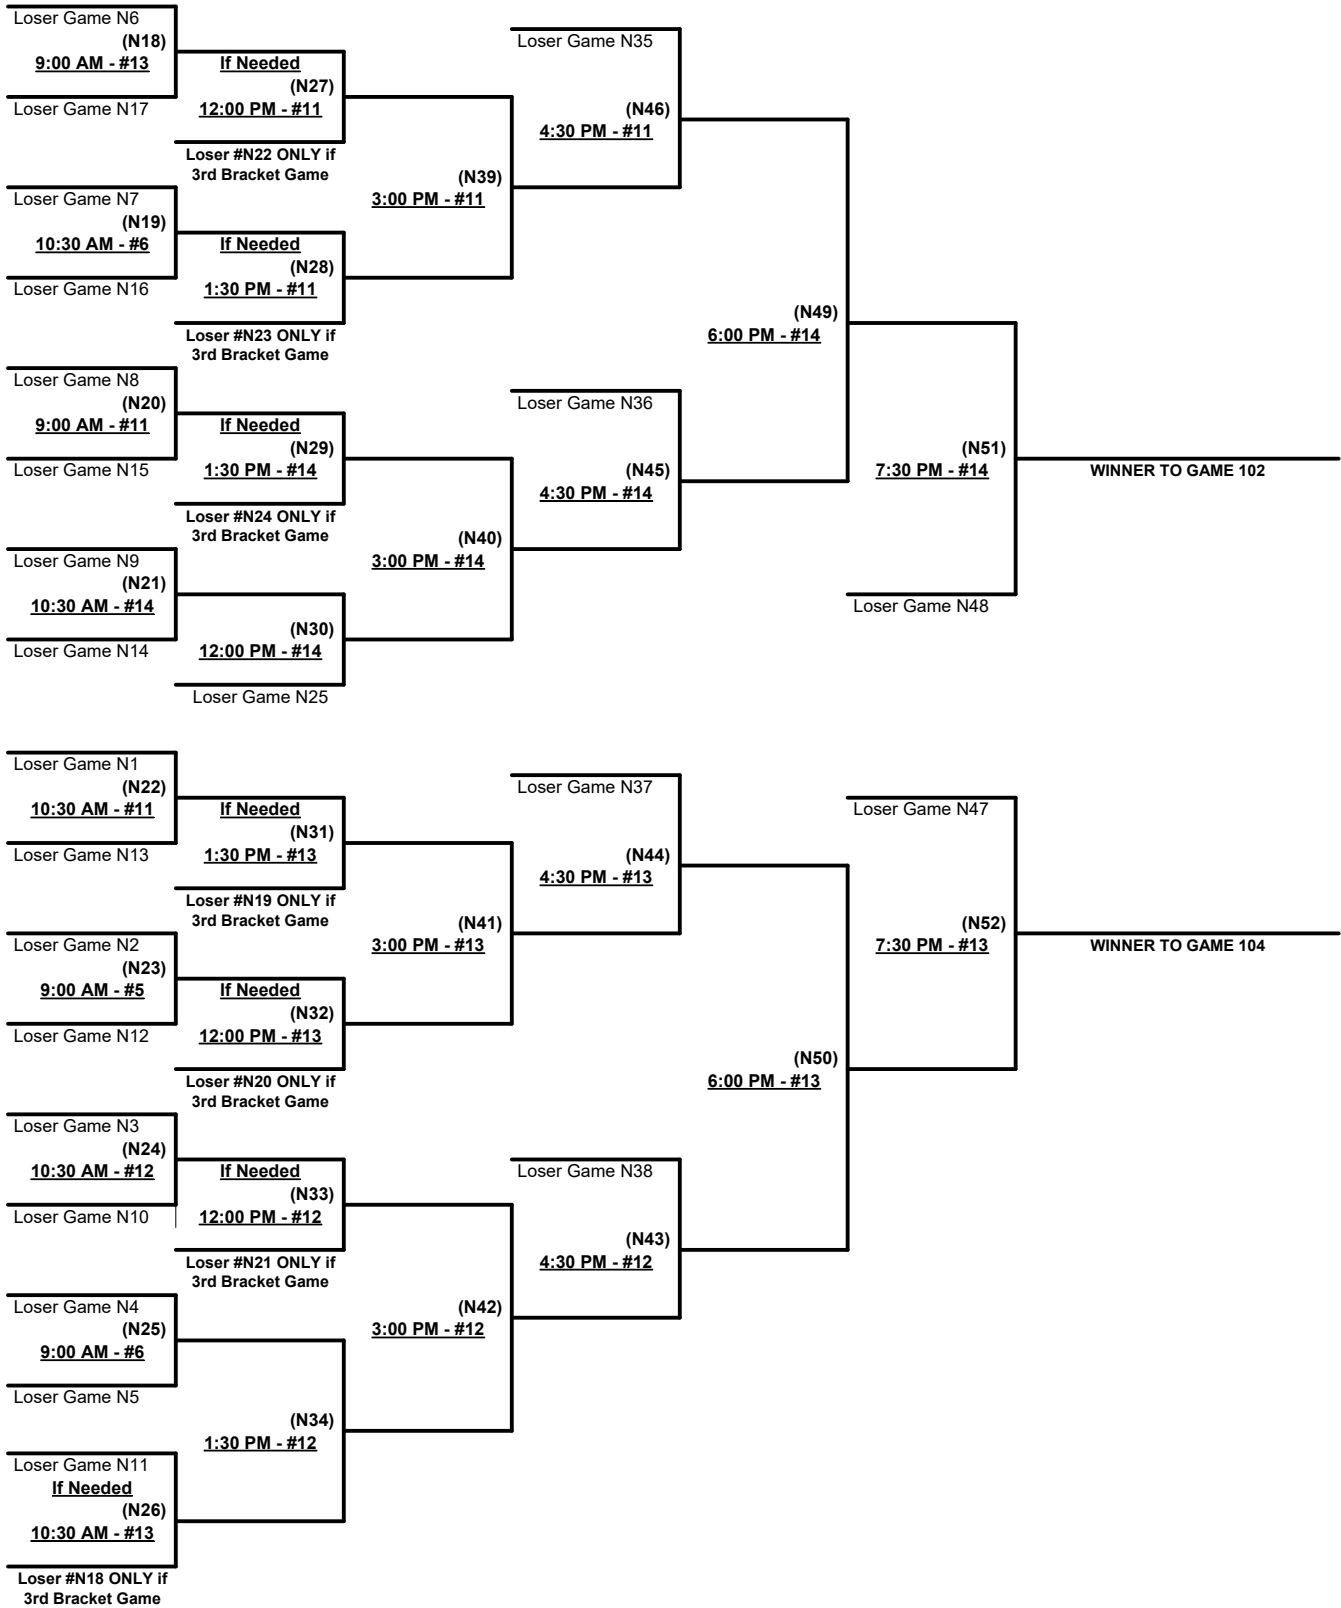 Loser Game N6
(N18)
9:00 AM - #13
Loser Game N17
If Needed
(N27)
12:00 PM - #11
Loser #N22 ONLY if
3rd Bracket Game
Loser Game N7
(N19)
10:30 AM - #6
Loser Game N16
If Needed
(N28)
1:30 PM - #11
Loser #N23 ONLY if
3rd Bracket Game
(N39)
3:00 PM - #11
Loser Game N35
(N46)
4:30 PM - #11
Loser Game N8
(N20)
9:00 AM - #11
Loser Game N15
If Needed
(N29)
1:30 PM - #14
Loser #N24 ONLY if
3rd Bracket Game
Loser Game N9
(N21)
10:30 AM - #14
Loser Game N14
(N30)
12:00 PM - #14
Loser Game N25
(N40)
3:00 PM - #14
Loser Game N36
(N45)
4:30 PM - #14
(N49)
6:00 PM - #14
(N51)
7:30 PM - #14
Loser Game N48
WINNER TO GAME 102
Loser Game N1
(N22)
10:30 AM - #11
Loser Game N13
If Needed
(N31)
1:30 PM - #13
Loser #N19 ONLY if
3rd Bracket Game
Loser Game N2
(N23)
9:00 AM - #5
Loser Game N12
If Needed
(N32)
12:00 PM - #13
Loser #N20 ONLY if
3rd Bracket Game
(N41)
3:00 PM - #13
Loser Game N37
(N44)
4:30 PM - #13
Loser Game N3
(N24)
10:30 AM - #12
Loser Game N10
If Needed
(N33)
12:00 PM - #12
Loser #N21 ONLY if
3rd Bracket Game
Loser Game N4
(N25)
9:00 AM - #6
Loser Game N5
(N34)
1:30 PM - #12
Loser Game N11
If Needed
(N26)
10:30 AM - #13
Loser #N18 ONLY if
3rd Bracket Game
(N42)
3:00 PM - #12
Loser Game N38
(N43)
4:30 PM - #12
(N50)
6:00 PM - #13
Loser Game N47
(N52)
7:30 PM - #13
WINNER TO GAME 104